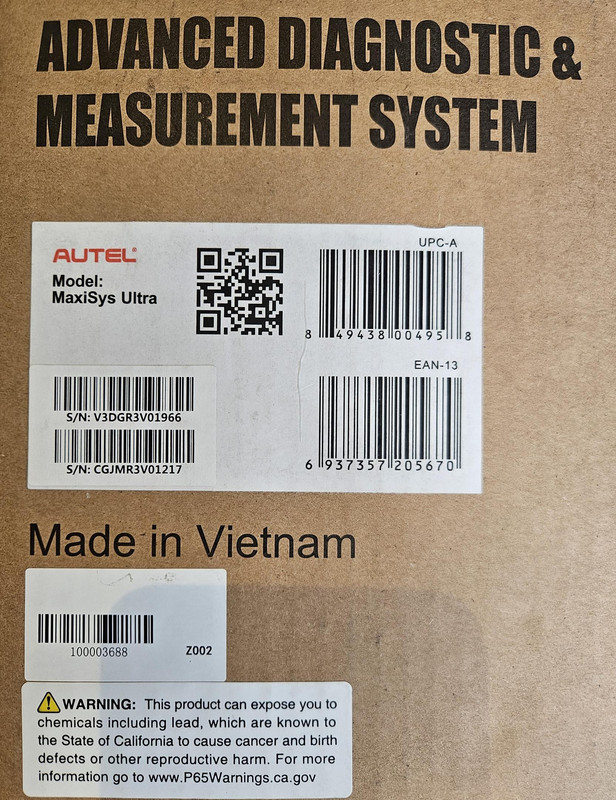 ADVANCED DIAGNOSTIC &
MEASUREMENT SYSTEM
AUTEL®
Model:
MaxiSys Ultra
UPC-A
8 49438 00495 8
EAN-13
6 937357 205670
S/N: V3DGR3V01966
S/N: CGJMR3V01217
Made in Vietnam
100003688
Z002
WARNING: This product can expose you to
chemicals including lead, which are known to
the State of California to cause cancer and birth
defects or other reproductive harm. For more
information go to www.P65Warnings.ca.gov